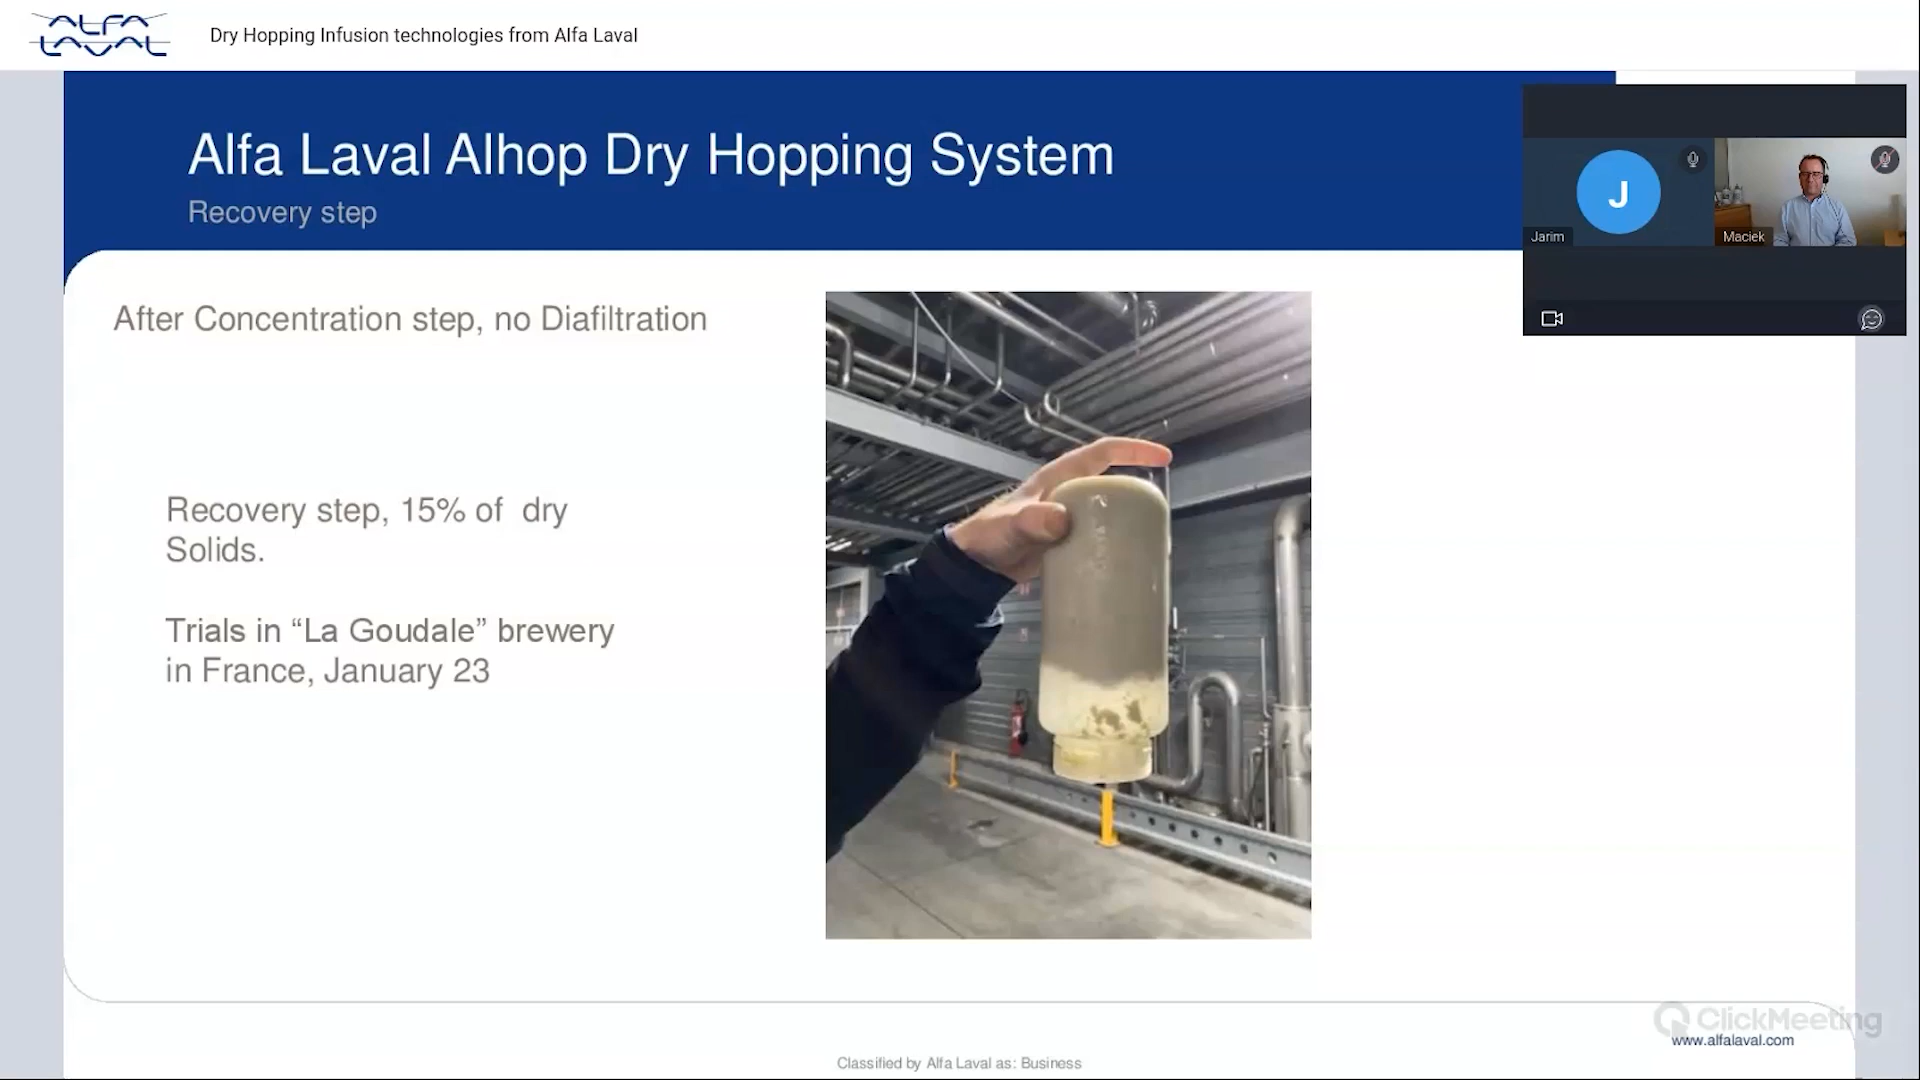 ALFA
LAVAL
Dry Hopping Infusion technologies from Alfa Laval
Alfa Laval Alhop Dry Hopping System
Recovery step
J
Jarim
Maciek
After Concentration step, no Diafiltration
Recovery step, 15% of dry
Solids.
Trials in “La Goudale” brewery
in France, January 23
ClickMeeting
www.alfalaval.com
Classified by Alfa Laval as: Business